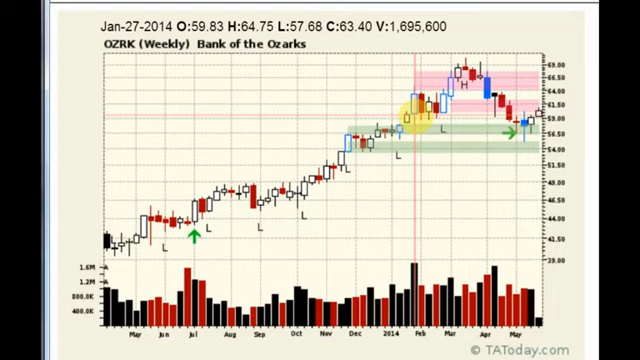 Jan-27-2014 O:59.83 H:64.75 L:57.68 C:63.40 V:1,695,600
OZRK (Weekly) Bank of the Ozarks
69.00
66.50
64.00
61.50
59.00
56.50
54.00
51.50
49.00
46.50
44.00
41.50
39.00
H
L
L
L
L
L
L
L
1.6M
1.2M
800.0K
400.0K
May Jun Jul Aug Sep Oct Nov Dec 2014 Feb Mar Apr May
© TAToday.com